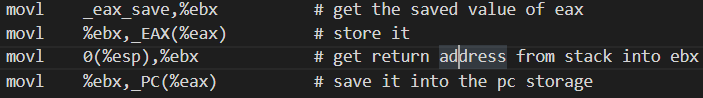 movl _eax_save,%ebx # get the saved value of eax
movl %ebx,_EAX(%eax) # store it
movl 0(%esp),%ebx # get return address from stack into ebx
movl %ebx,_PC(%eax) # save it into the pc storage